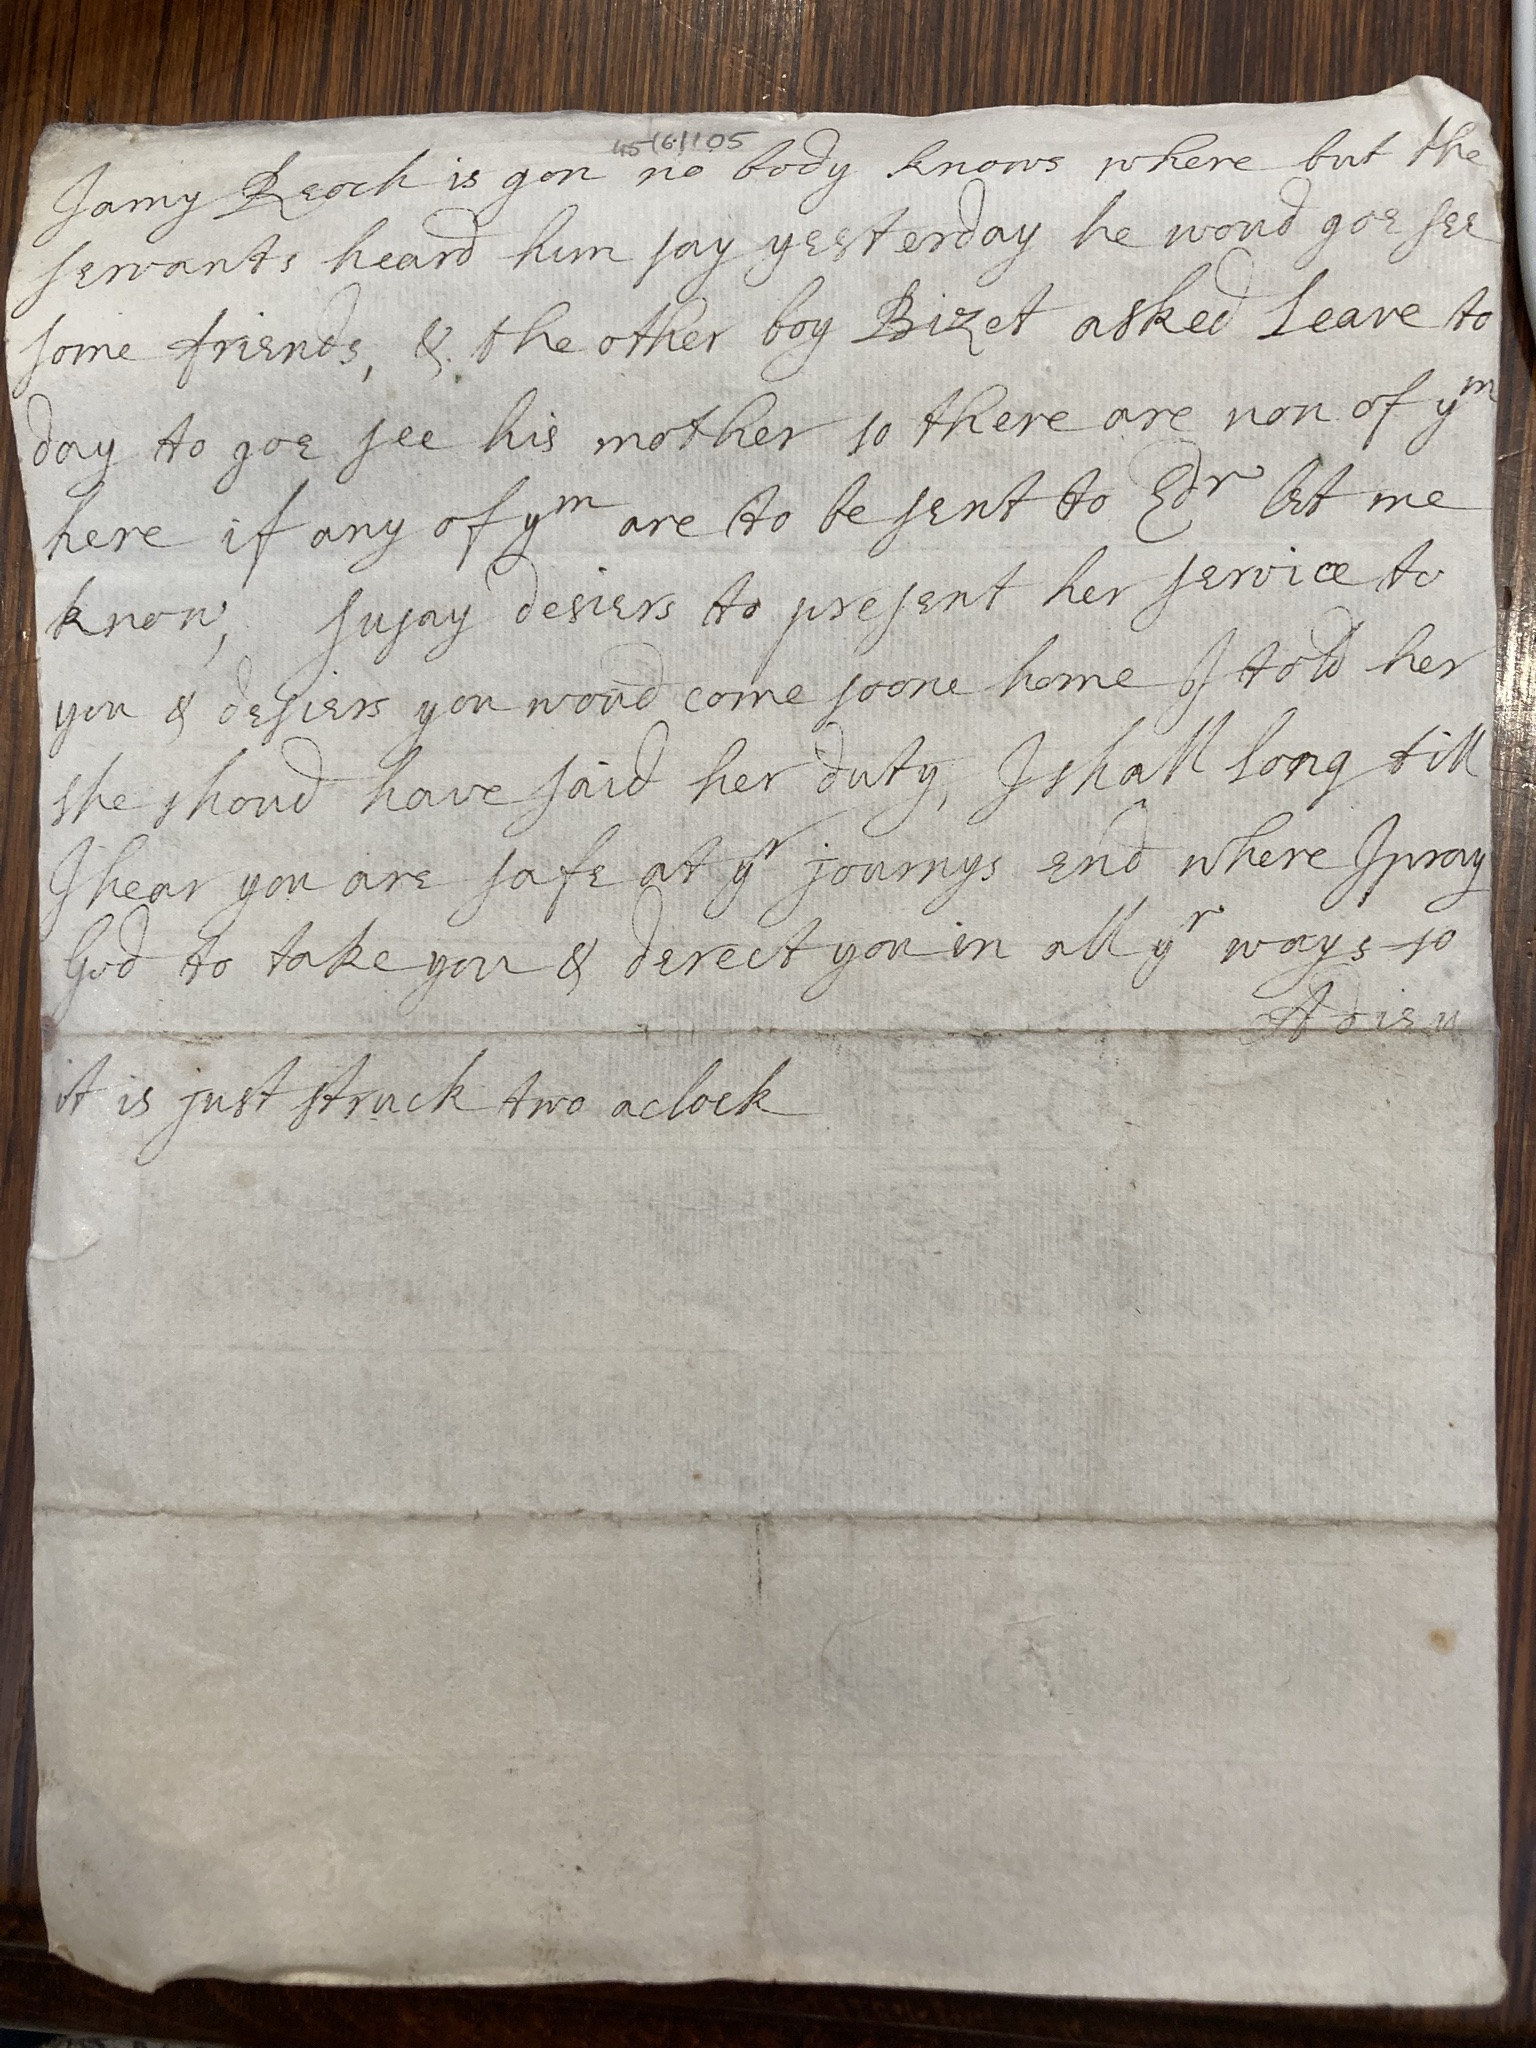 45(6)105
Jamy Reoch is gon no body knows where but the
servants heard him say yesterday he woud goe see
some friends, & the other boy Bizet asked Leave to
day to goe see his mother so there are non of yᵐ
here if any of yᵐ are to be sent to Edʳ let me
know, susay desiers to present her service to
you & desiers you woud come soone home I told her
she shoud have said her duty, I shall long till
I hear you are safe at yʳ journys end where I pray
God to take you & derect you in all yʳ ways so
Adieu
it is just struck two aclock